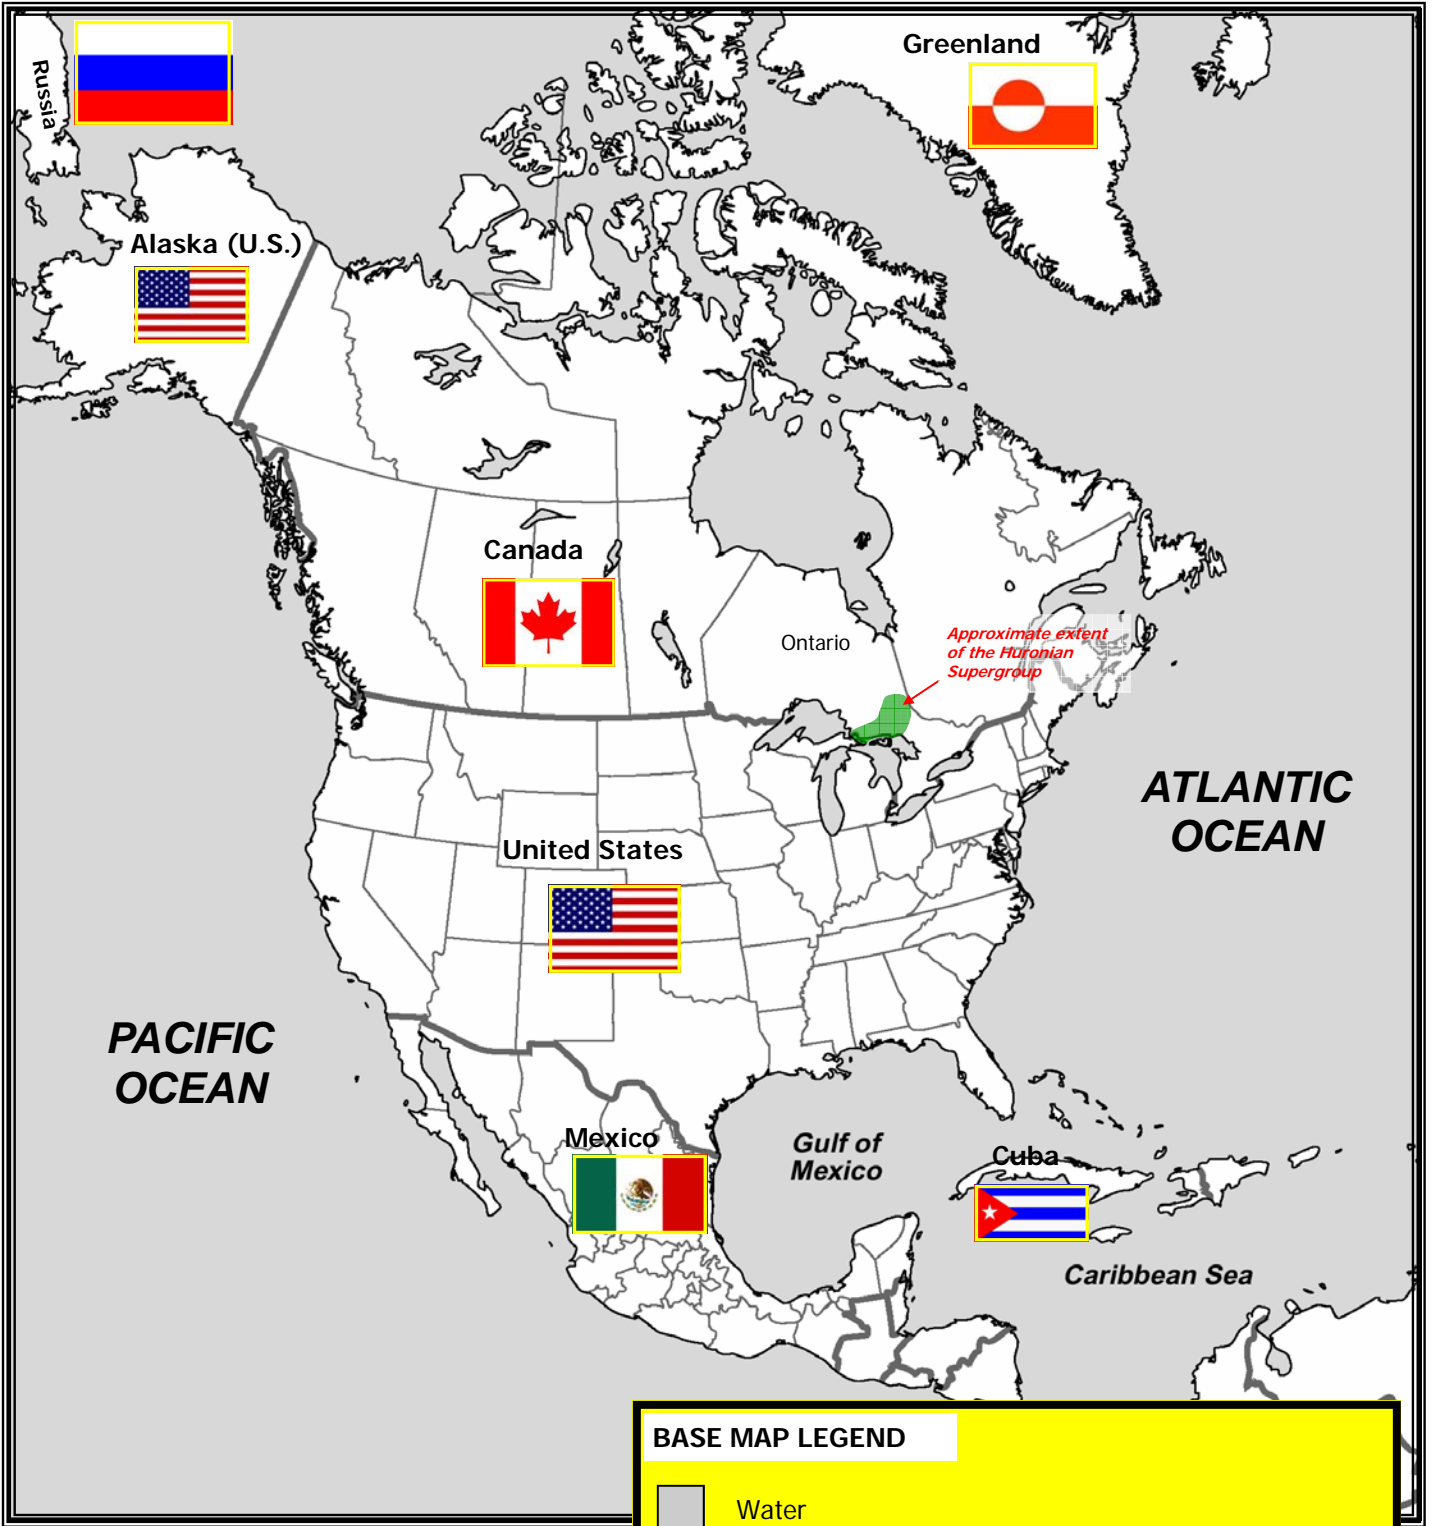 Russia
Greenland
Alaska (U.S.)
Canada
Ontario
Approximate extent
of the Huronian
Supergroup
ATLANTIC
OCEAN
United States
PACIFIC
OCEAN
Mexico
Gulf of
Mexico
Cuba
Caribbean Sea
BASE MAP LEGEND
Water